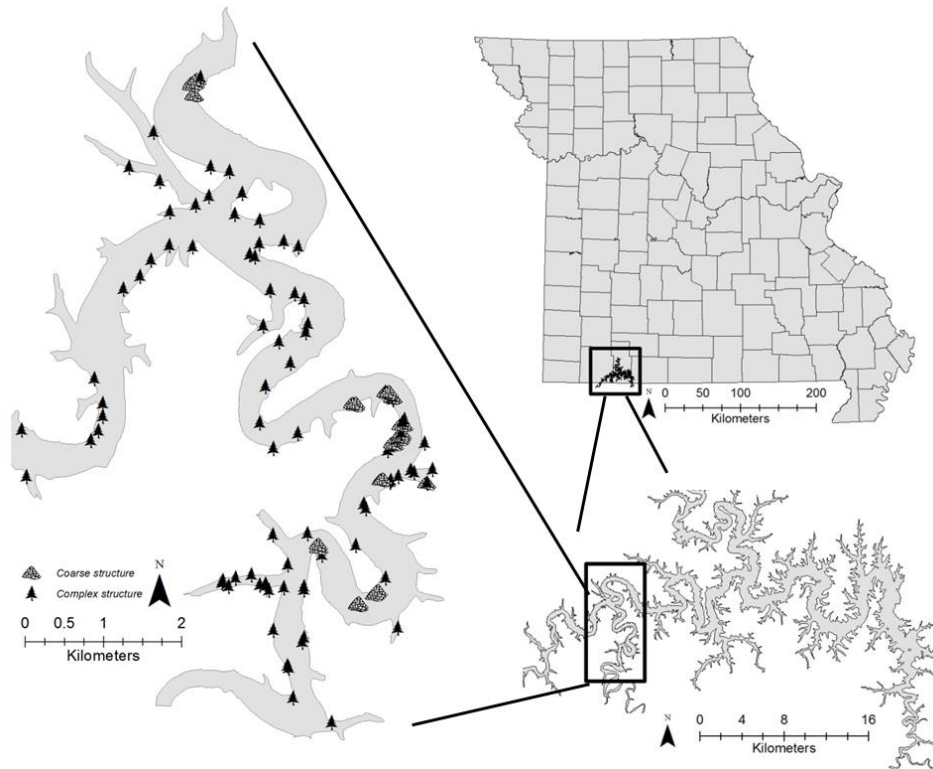 N
0 50 100 200
Kilometers
Coarse structure
Complex structure
N
0 0.5 1 2
Kilometers
N
0 4 8 16
Kilometers